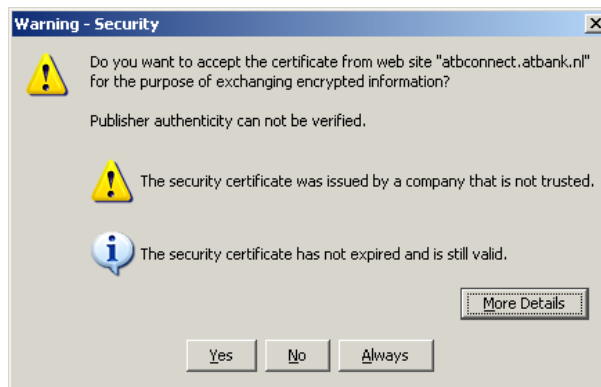 Warning - Security
Do you want to accept the certificate from web site "atbconnect.atbank.nl"
for the purpose of exchanging encrypted information?
Publisher authenticity can not be verified.
The security certificate was issued by a company that is not trusted.
The security certificate has not expired and is still valid.
More Details
Yes No Always